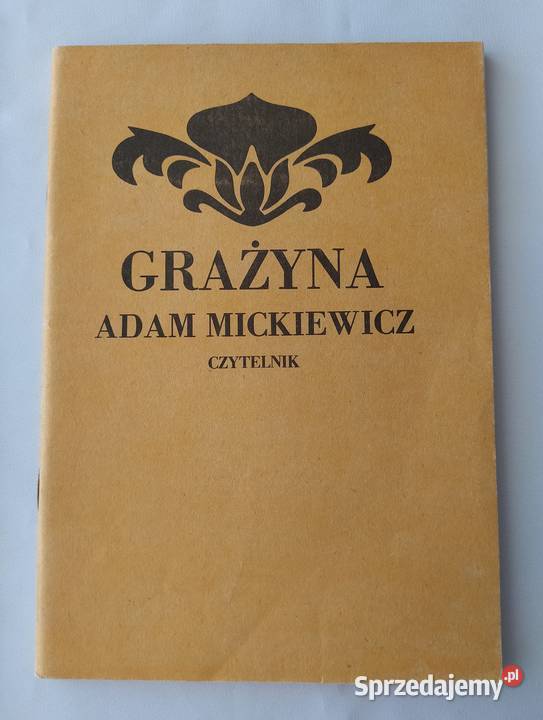 GRAŻYNA
ADAM MICKIEWICZ
CZYTELNIK
Sprzedajemy.pl